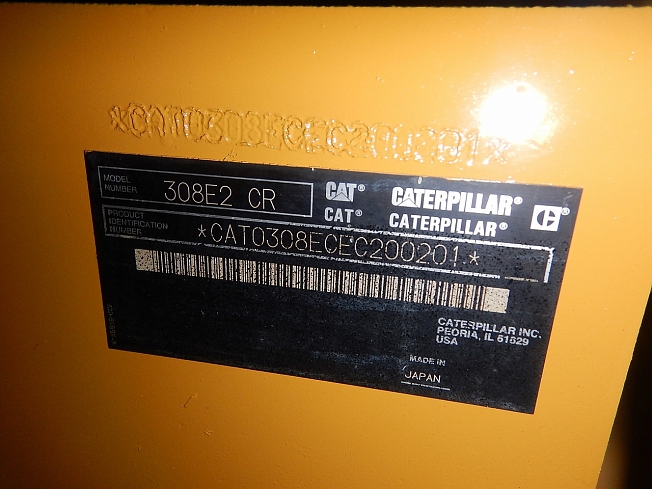 *CAT0308ECEC200201*
MODEL NUMBER 308E2 CR
CAT® CATERPILLAR®
CAT® CATERPILLAR® C
PRODUCT IDENTIFICATION NUMBER *CAT0308ECEC200201*
CATERPILLAR INC.
PEORIA, IL 61629
USA
MADE IN
JAPAN